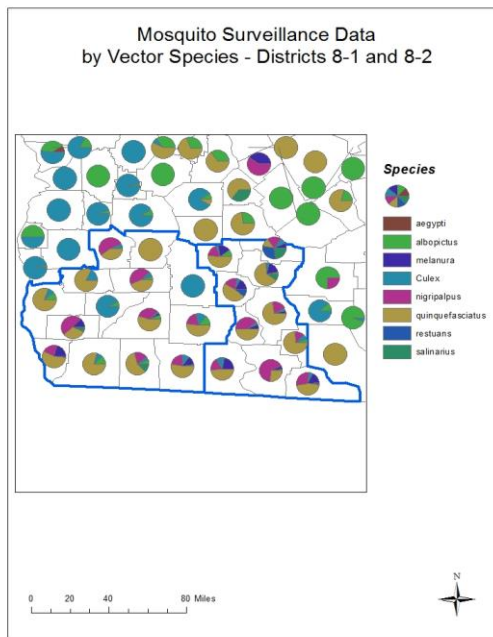 Mosquito Surveillance Data
by Vector Species - Districts 8-1 and 8-2
Species
aegypti
albopictus
melanura
Culex
nigripalpus
quinquefasciatus
restuans
salinarius
0 20 40 80 Miles
N